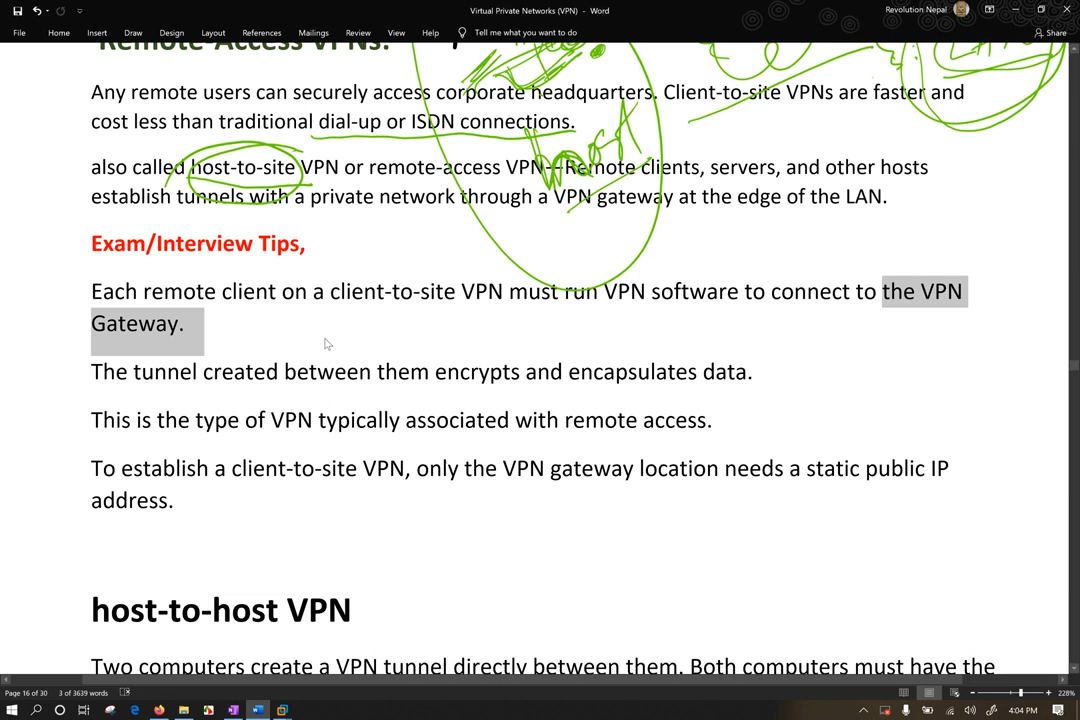 Virtual Private Networks (VPN) - Word
Revolution Nepal
File Home Insert Draw Design Layout References Mailings Review View Help Tell me what you want to do Share
Remote-Access VPNs:
Any remote users can securely access corporate headquarters. Client-to-site VPNs are faster and
cost less than traditional dial-up or ISDN connections.
also called host-to-site VPN or remote-access VPN—Remote clients, servers, and other hosts
establish tunnels with a private network through a VPN gateway at the edge of the LAN.
host
Exam/Interview Tips,
Each remote client on a client-to-site VPN must run VPN software to connect to the VPN
Gateway.
The tunnel created between them encrypts and encapsulates data.
This is the type of VPN typically associated with remote access.
To establish a client-to-site VPN, only the VPN gateway location needs a static public IP
address.
host-to-host VPN
Two computers create a VPN tunnel directly between them. Both computers must have the
Page 16 of 30 3 of 3639 words 228%
4:04 PM